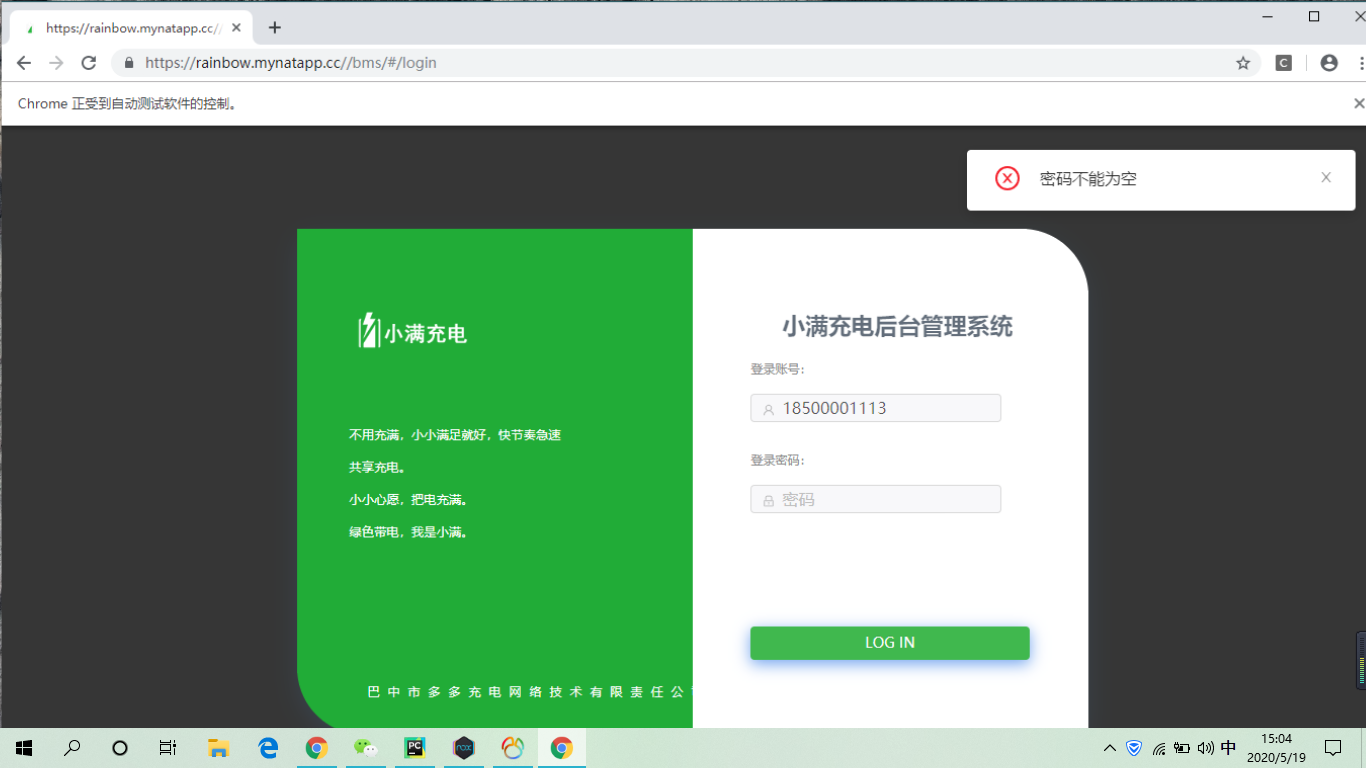 https://rainbow.mynatapp.cc//
https://rainbow.mynatapp.cc//bms/#/login
Chrome 正受到自动测试软件的控制。
密码不能为空
小满充电
不用充满，小小满足就好，快节奏急速
共享充电。
小小心愿，把电充满。
绿色带电，我是小满。
巴中市多多充电网络技术有限责任公
小满充电后台管理系统
登录账号：
18500001113
登录密码：
密码
LOG IN
中
15:04
2020/5/19